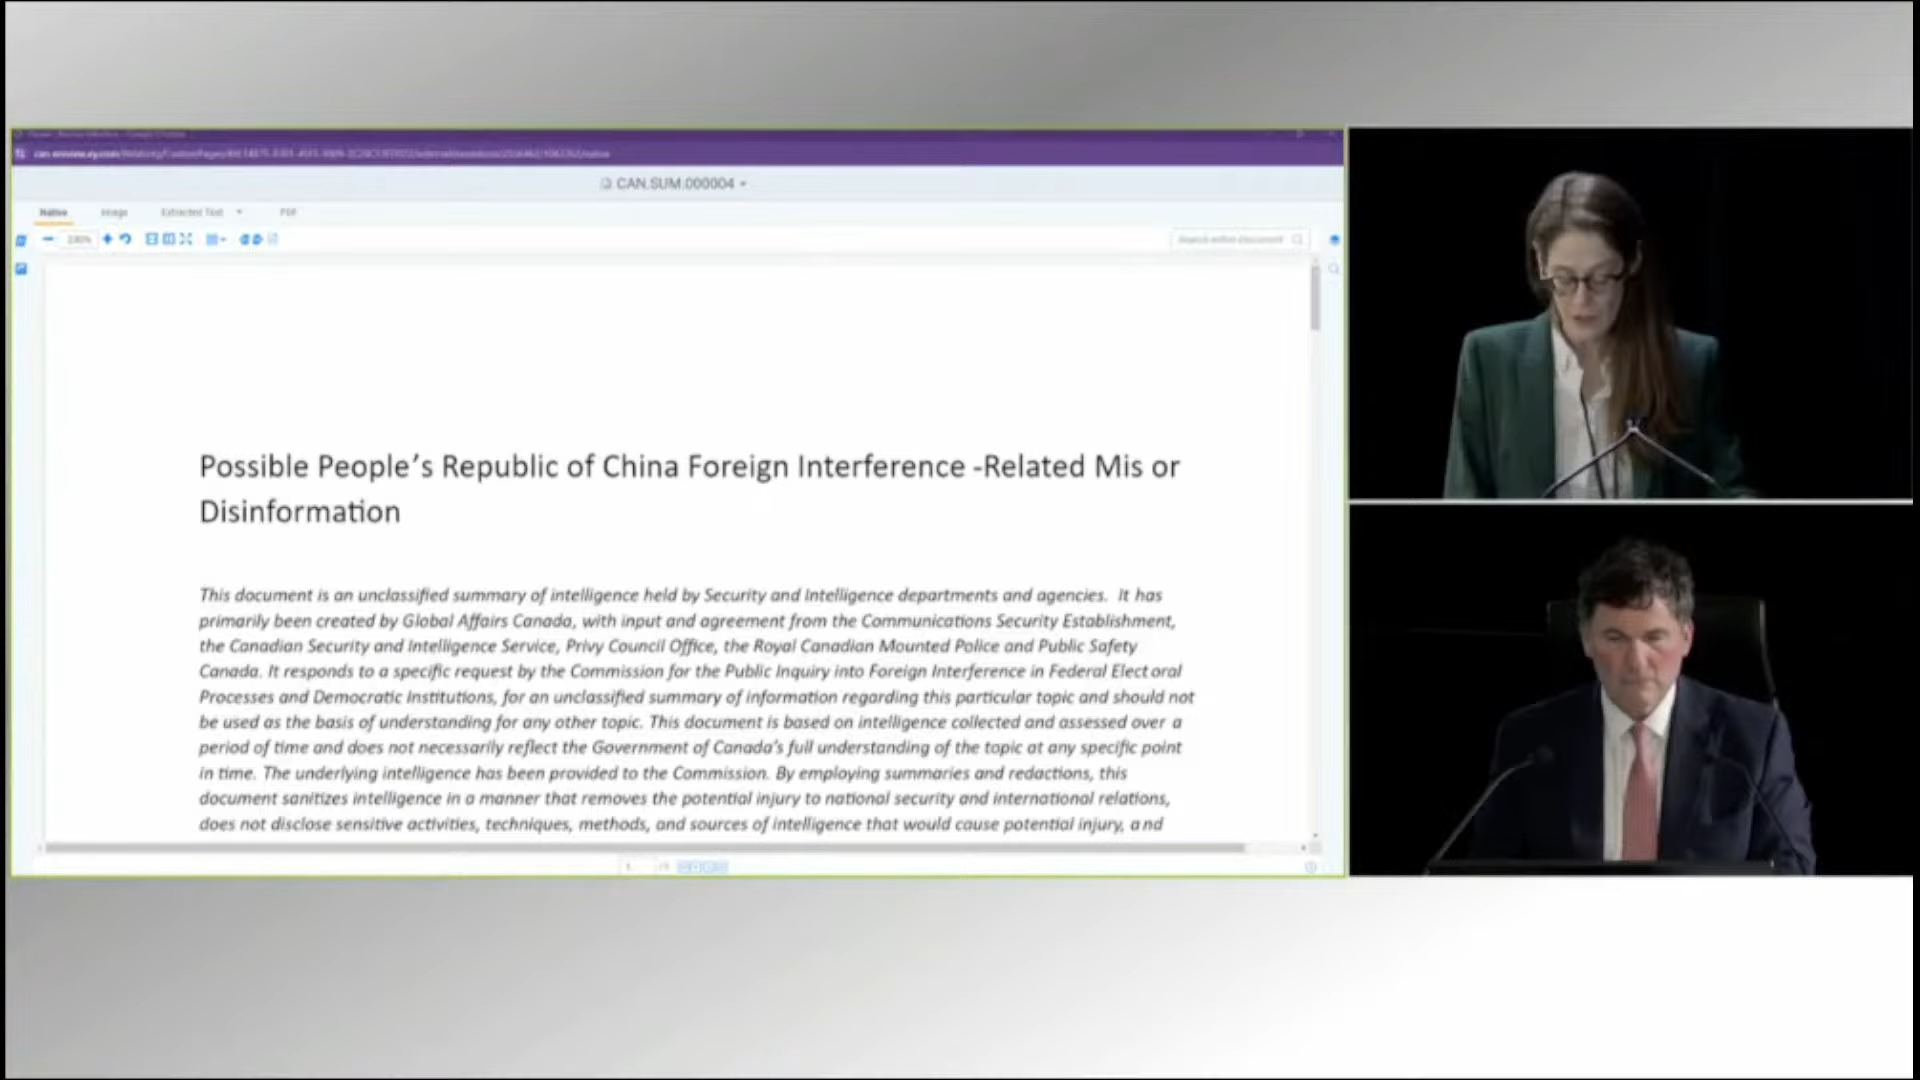 CAN.SUM.000004
Native Image Extracted Text PDF
Search entire document
Possible People's Republic of China Foreign Interference -Related Mis or
Disinformation
This document is an unclassified summary of intelligence held by Security and Intelligence departments and agencies. It has
primarily been created by Global Affairs Canada, with input and agreement from the Communications Security Establishment,
the Canadian Security and Intelligence Service, Privy Council Office, the Royal Canadian Mounted Police and Public Safety
Canada. It responds to a specific request by the Commission for the Public Inquiry into Foreign Interference in Federal Elect oral
Processes and Democratic Institutions, for an unclassified summary of information regarding this particular topic and should not
be used as the basis of understanding for any other topic. This document is based on intelligence collected and assessed over a
period of time and does not necessarily reflect the Government of Canada's full understanding of the topic at any specific point
in time. The underlying intelligence has been provided to the Commission. By employing summaries and redactions, this
document sanitizes intelligence in a manner that removes the potential injury to national security and international relations,
does not disclose sensitive activities, techniques, methods, and sources of intelligence that would cause potential injury, and